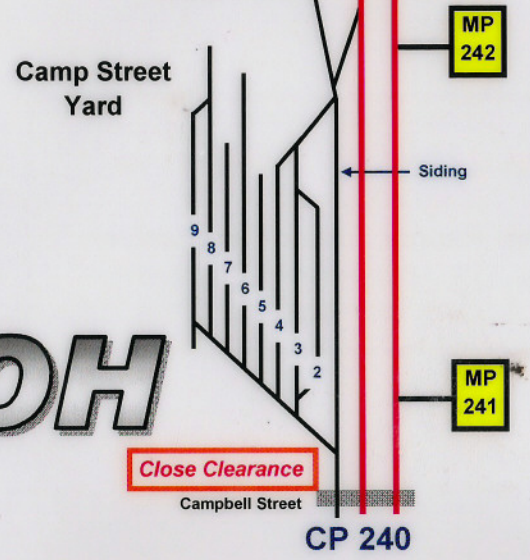 MP
242
Camp Street
Yard
Siding
9
8
7
6
5
4
3
2
OH
MP
241
Close Clearance
Campbell Street
CP 240